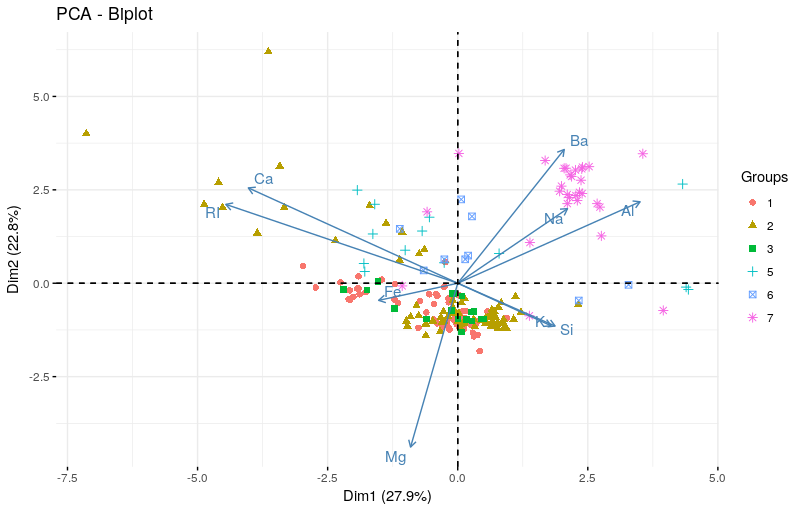 PCA - Biplot
Groups
1
2
3
5
6
7
Dim2 (22.8%)
5.0
2.5
0.0
-2.5
Ba
Ca
RI
Al
Na
Fe
K
Si
Mg
-7.5 -5.0 -2.5 0.0 2.5 5.0
Dim1 (27.9%)